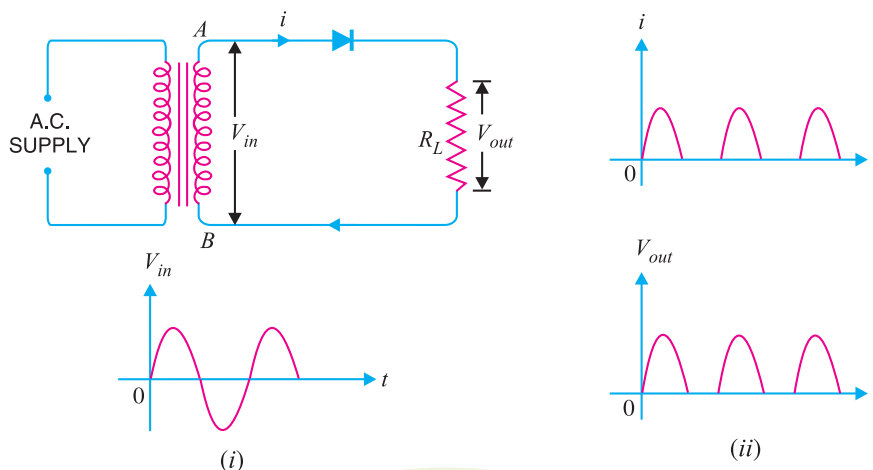 A
i
A.C.
SUPPLY
V_in
R_L
V_out
B
V_in
0
t
(i)
i
0
V_out
0
(ii)